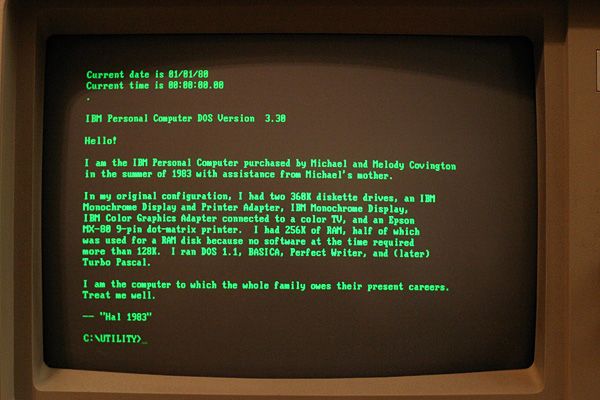 Current date is 01/01/80
Current time is 00:00:00.00
.
IBM Personal Computer DOS Version  3.30
Hello!
I am the IBM Personal Computer purchased by Michael and Melody Covington
in the summer of 1983 with assistance from Michael's mother.
In my original configuration, I had two 360K diskette drives, an IBM
Monochrome Display and Printer Adapter, IBM Monochrome Display,
IBM Color Graphics Adapter connected to a color TV, and an Epson
MX-80 9-pin dot-matrix printer.  I had 256K of RAM, half of which
was used for a RAM disk because no software at the time required
more than 128K.  I ran DOS 1.1, BASICA, Perfect Writer, and (later)
Turbo Pascal.
I am the computer to which the whole family owes their present careers.
Treat me well.
-- "Hal 1983"
C:\UTILITY>_